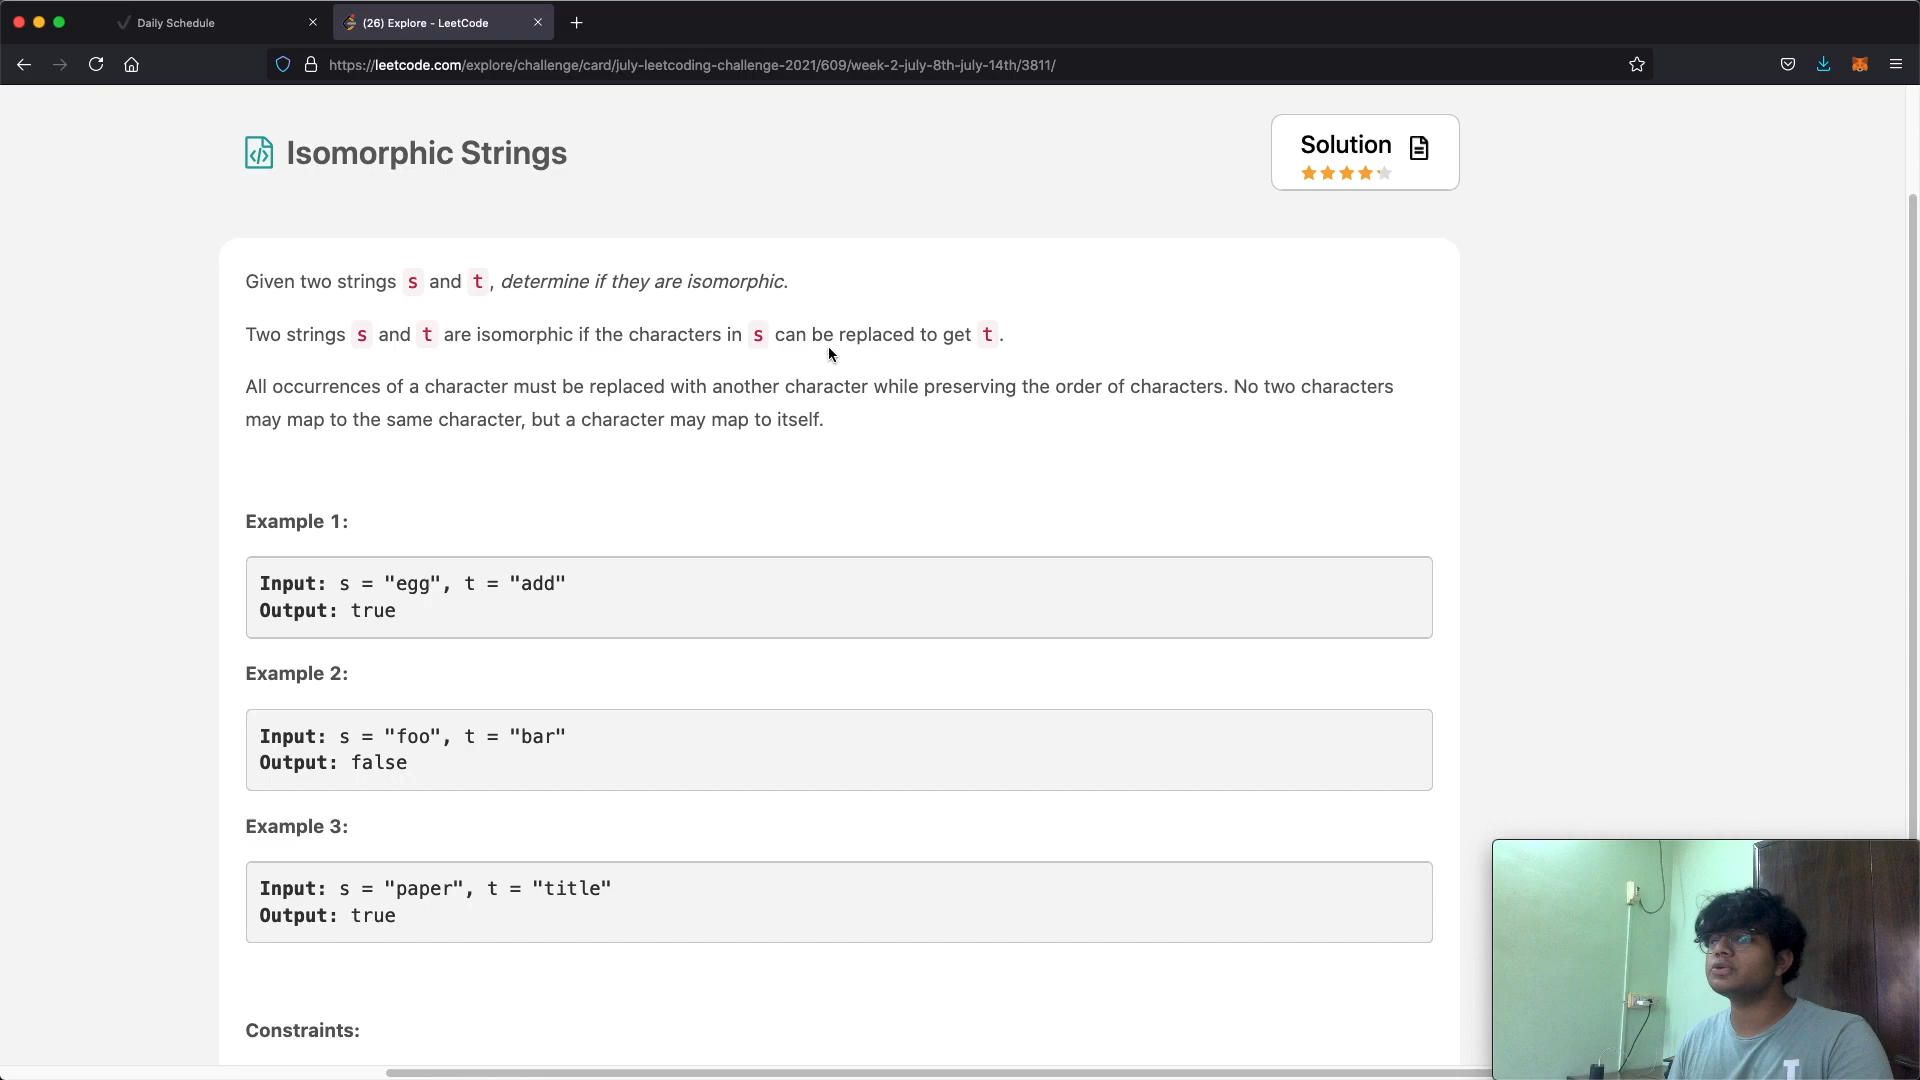 Daily Schedule
(26) Explore - LeetCode
https://leetcode.com/explore/challenge/card/july-leetcoding-challenge-2021/609/week-2-july-8th-july-14th/3811/
Isomorphic Strings
Solution
Given two strings s and t, determine if they are isomorphic.
Two strings s and t are isomorphic if the characters in s can be replaced to get t.
All occurrences of a character must be replaced with another character while preserving the order of characters. No two characters
may map to the same character, but a character may map to itself.
Example 1:
Input: s = "egg", t = "add"
Output: true
Example 2:
Input: s = "foo", t = "bar"
Output: false
Example 3:
Input: s = "paper", t = "title"
Output: true
Constraints: